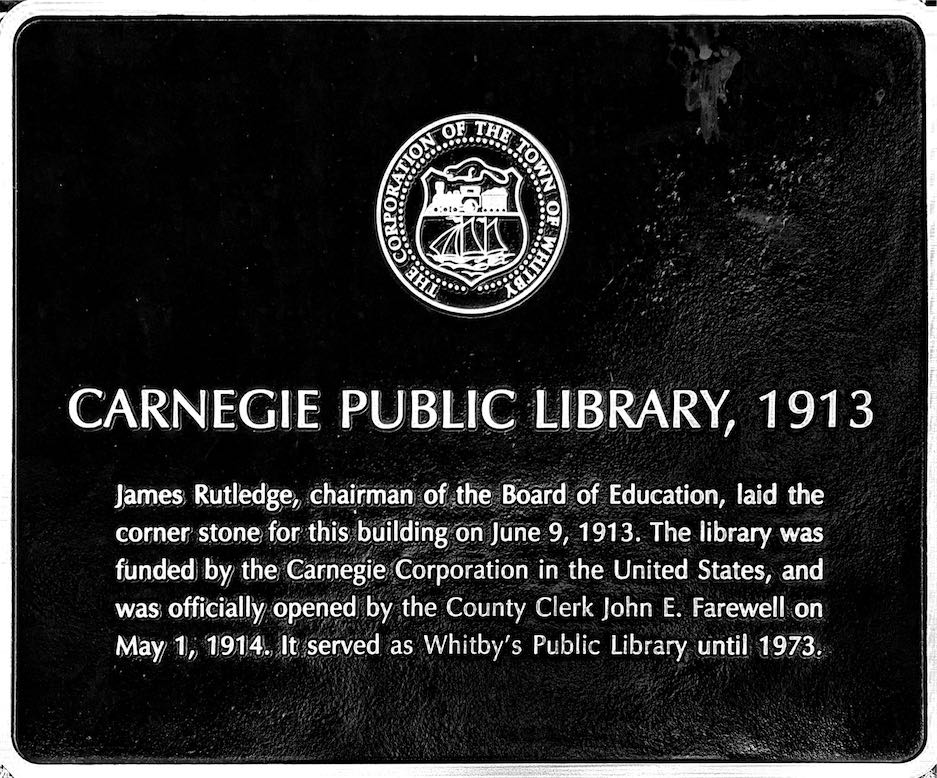 THE CORPORATION OF THE TOWN OF WHITBY
CARNEGIE PUBLIC LIBRARY, 1913
James Rutledge, chairman of the Board of Education, laid the
corner stone for this building on June 9, 1913. The library was
funded by the Carnegie Corporation in the United States, and
was officially opened by the County Clerk John E. Farewell on
May 1, 1914. It served as Whitby's Public Library until 1973.